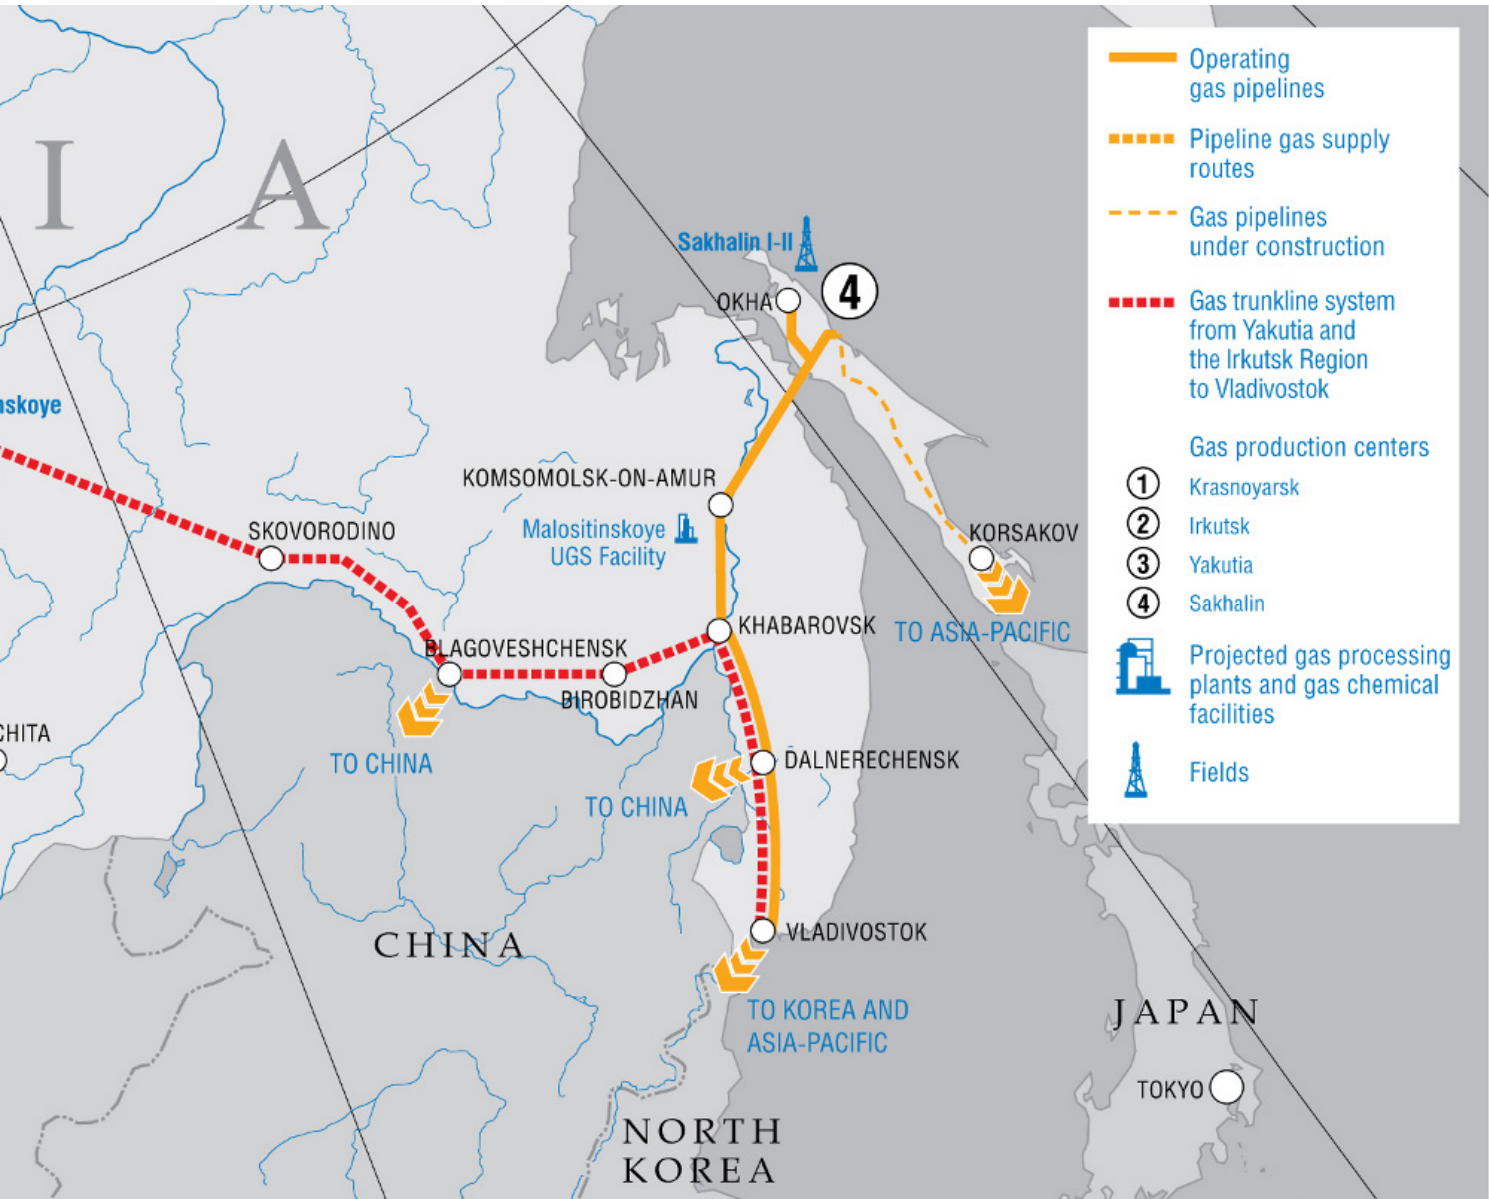 I A
Sakhalin I-II
4
OKHA
nskoye
KOMSOMOLSK-ON-AMUR
SKOVORODINO
Malositinskoye
UGS Facility
KORSAKOV
KHABAROVSK
TO ASIA-PACIFIC
BLAGOVESHCHENSK
BIROBIDZHAN
CHITA
TO CHINA
DALNERECHENSK
TO CHINA
VLADIVOSTOK
CHINA
TO KOREA AND
ASIA-PACIFIC
JAPAN
TOKYO
NORTH
KOREA
Operating
gas pipelines
Pipeline gas supply
routes
Gas pipelines
under construction
Gas trunkline system
from Yakutia and
the Irkutsk Region
to Vladivostok
Gas production centers
1 Krasnoyarsk
2 Irkutsk
3 Yakutia
4 Sakhalin
Projected gas processing
plants and gas chemical
facilities
Fields